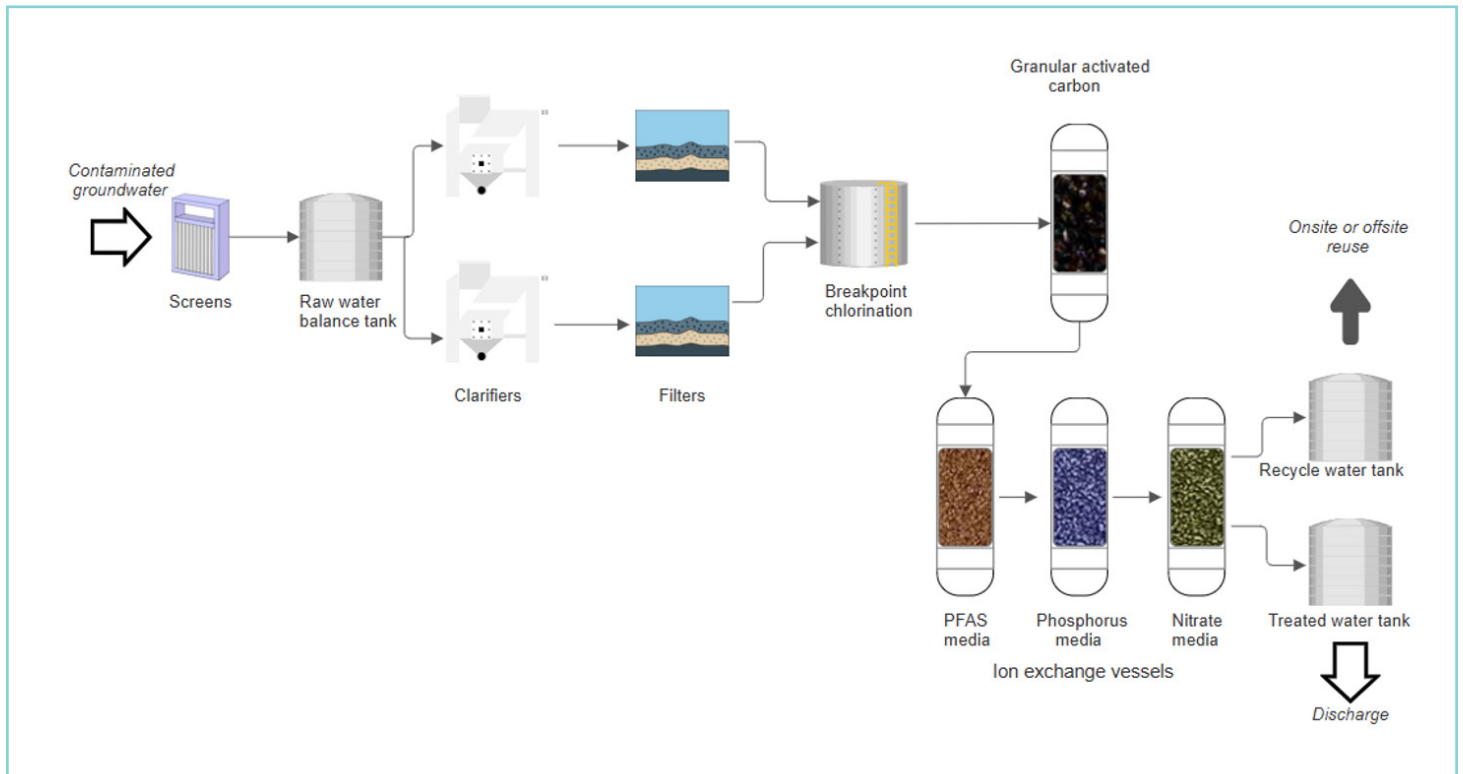 Granular activated
carbon
Contaminated
groundwater
Onsite or offsite
reuse
Screens
Raw water
balance tank
Breakpoint
chlorination
Clarifiers
Filters
Recycle water tank
PFAS
media
Phosphorus
media
Nitrate
media
Treated water tank
Ion exchange vessels
Discharge